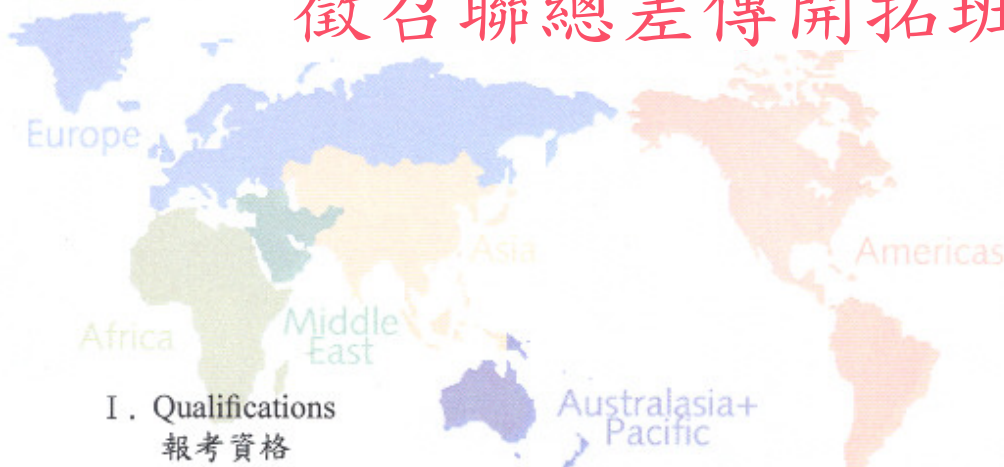 徵召聯總差傳開拓班
Europe
Asia
Americas
Africa
Middle
East
Australasia+
Pacific
I. Qualifications
報考資格